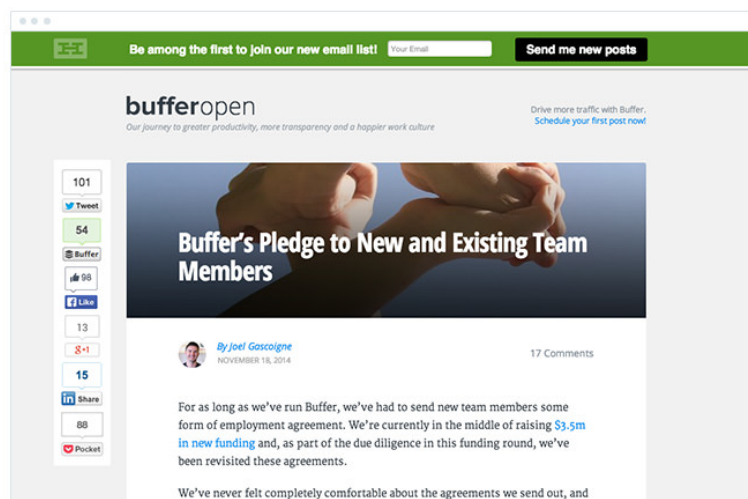 Be among the first to join our new email list!
Your Email
Send me new posts
bufferopen
Our journey to greater productivity, more transparency and a happier work culture
Drive more traffic with Buffer.
Schedule your first post now!
101
Tweet
54
Buffer
98
Like
13
g+1
15
in Share
88
Pocket
Buffer’s Pledge to New and Existing Team
Members
By Joel Gascoigne
NOVEMBER 18, 2014
17 Comments
For as long as we’ve run Buffer, we’ve had to send new team members some
form of employment agreement. We’re currently in the middle of raising $3.5m
in new funding and, as part of the due diligence in this funding round, we’ve
been revisited these agreements.
We’ve never felt completely comfortable about the agreements we send out, and